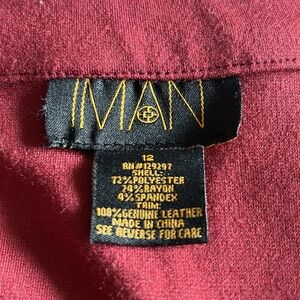 IMAN
12
RN#129297
SHELL:
72%POLYESTER
24%RAYON
4%SPANDEX
TRIM:
100%GENUINE LEATHER
MADE IN CHINA
SEE REVERSE FOR CARE